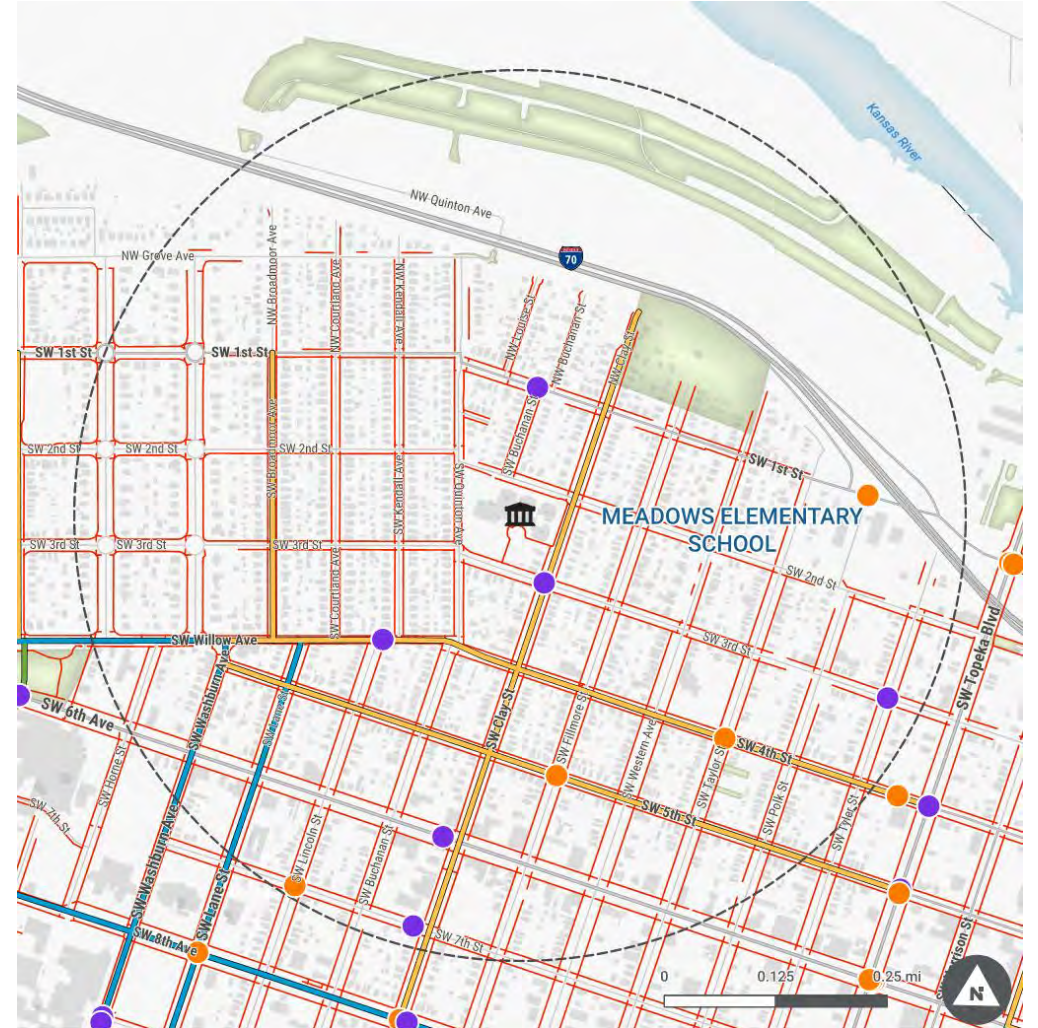 Kansas River
NW Quinton Ave
70
NW Grove Ave
NW Broadmoor Ave
NW Courtland Ave
NW Kendall Ave
NW Louise St
NW Buchanan St
NW Clay St
SW 1st St
SW 1st St
SW 2nd St
SW 2nd St
SW 2nd St
SW Broadmoor Ave
SW Kendall Ave
SW Quinton Ave
SW Buchanan St
SW 1st St
MEADOWS ELEMENTARY
SCHOOL
SW 3rd St
SW 3rd St
SW 3rd St
SW Courtland Ave
SW 2nd St
SW 3rd St
SW Topeka Blvd
SW Willow Ave
SW 6th Ave
SW Washburn Ave
SW Clay St
SW Fillmore St
SW Western Ave
SW 4th St
SW Taylor St
SW Polk St
SW Tyler St
SW 5th St
SW Horne St
SW 7th St
SW Washburn Ave
SW Lane St
SW Lincoln St
SW Buchanan St
SW 7th St
SW 8th Ave
0
0.125
0.25 mi
N